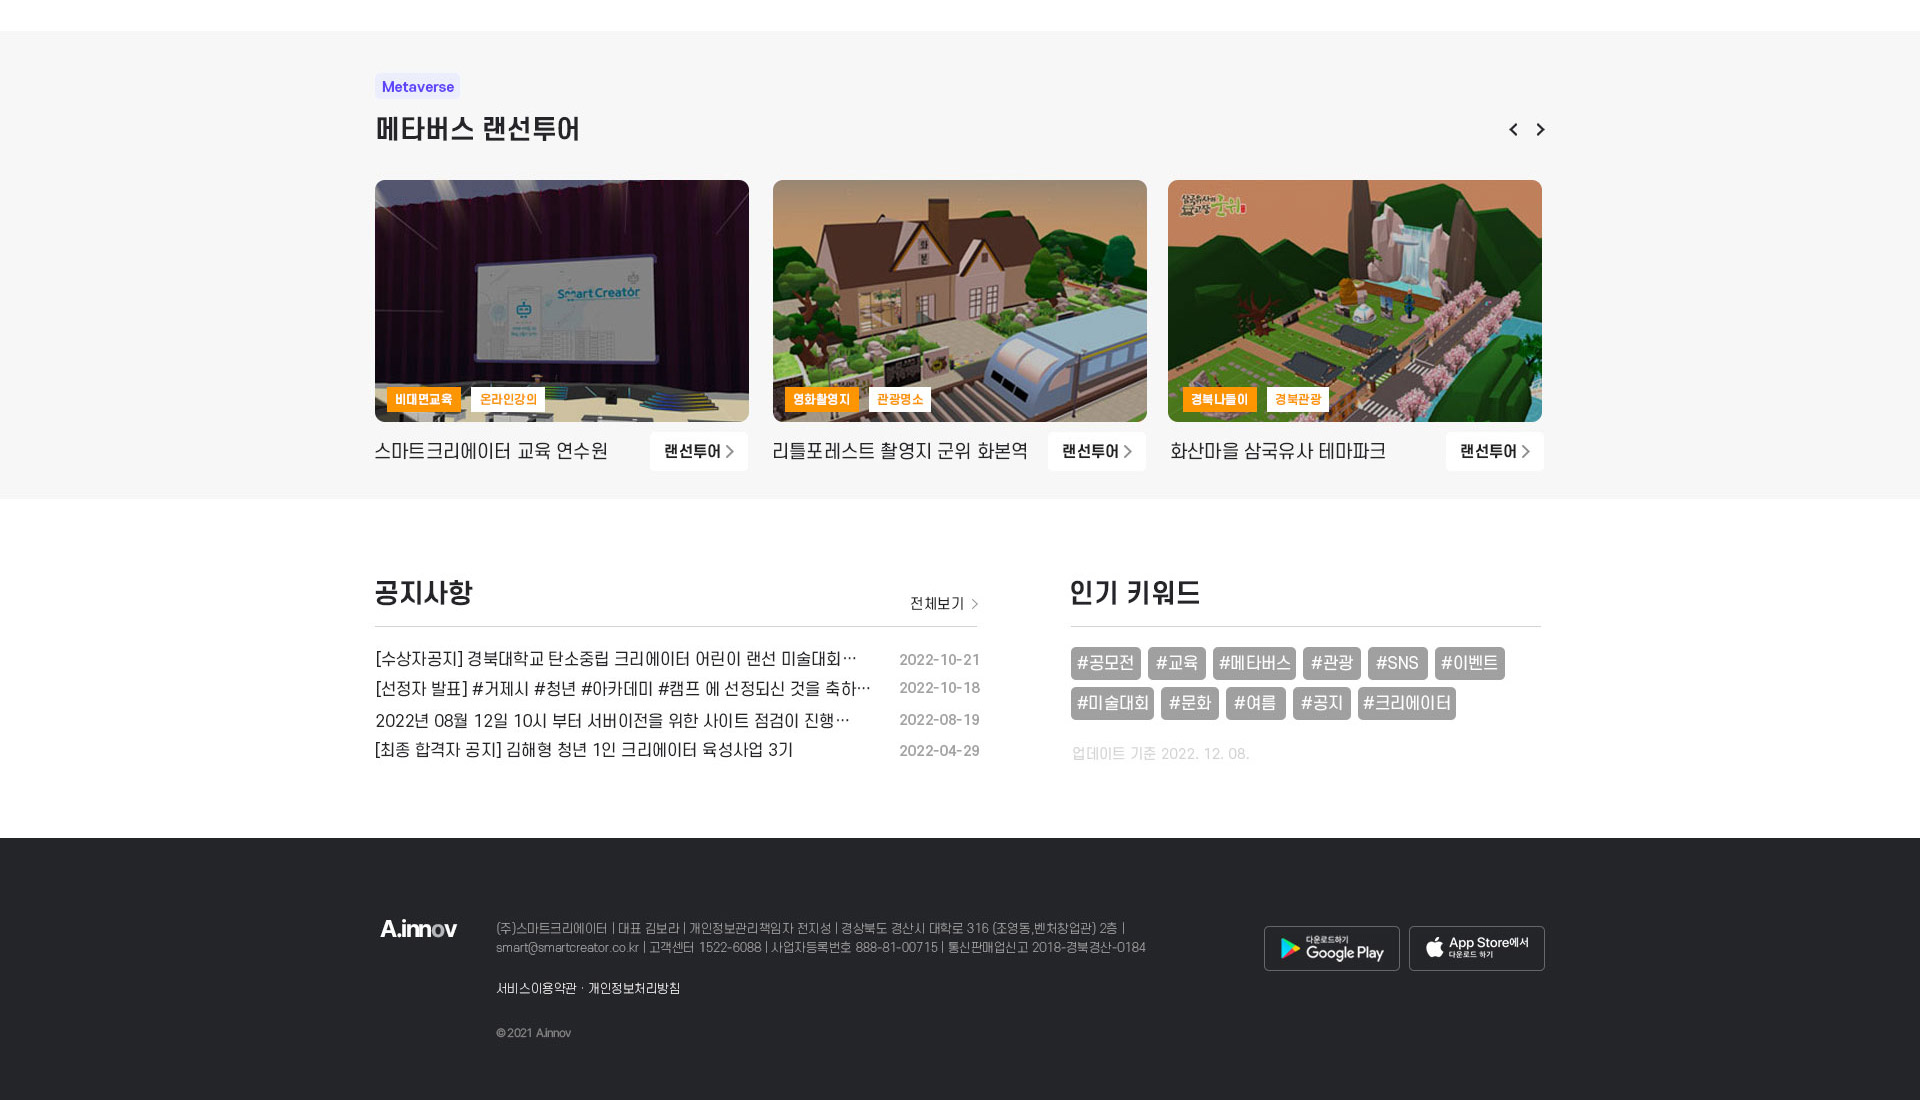 Metaverse
메타버스 랜선투어
Smart Creator
비대면교육 온라인강의
화본
영화촬영지 관광명소
경북나들이 경북관광
스마트크리에이터 교육 연수원 랜선투어
리틀포레스트 촬영지 군위 화본역 랜선투어
화산마을 삼국유사 테마파크 랜선투어
공지사항
전체보기
[수상자공지] 경북대학교 탄소중립 크리에이터 어린이 랜선 미술대회… 2022-10-21
[선정자 발표] #거제시 #청년 #아카데미 #캠프 에 선정되신 것을 축하… 2022-10-18
2022년 08월 12일 10시 부터 서버이전을 위한 사이트 점검이 진행… 2022-08-19
[최종 합격자 공지] 김해형 청년 1인 크리에이터 육성사업 3기 2022-04-29
인기 키워드
#공모전 #교육 #메타버스 #관광 #SNS #이벤트
#미술대회 #문화 #여름 #공지 #크리에이터
업데이트 기준 2022. 12. 08.
A.innov
(주)스마트크리에이터 | 대표 김보라 | 개인정보관리책임자 전지성 | 경상북도 경산시 대학로 316 (조영동,벤처창업관) 2층 |
smart@smartcreator.co.kr | 고객센터 1522-6088 | 사업자등록번호 888-81-00715 | 통신판매업신고 2018-경북경산-0184
서비스이용약관 · 개인정보처리방침
© 2021 A.innov
다운로드하기
Google Play
App Store에서
다운로드 하기